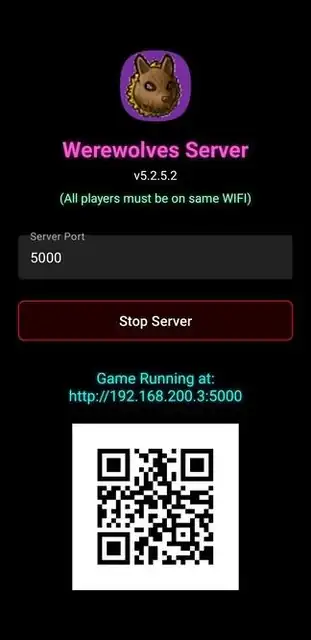 Werewolves Server
v5.2.5.2
(All players must be on same WIFI)
Server Port
5000
Stop Server
Game Running at:
http://192.168.200.3:5000